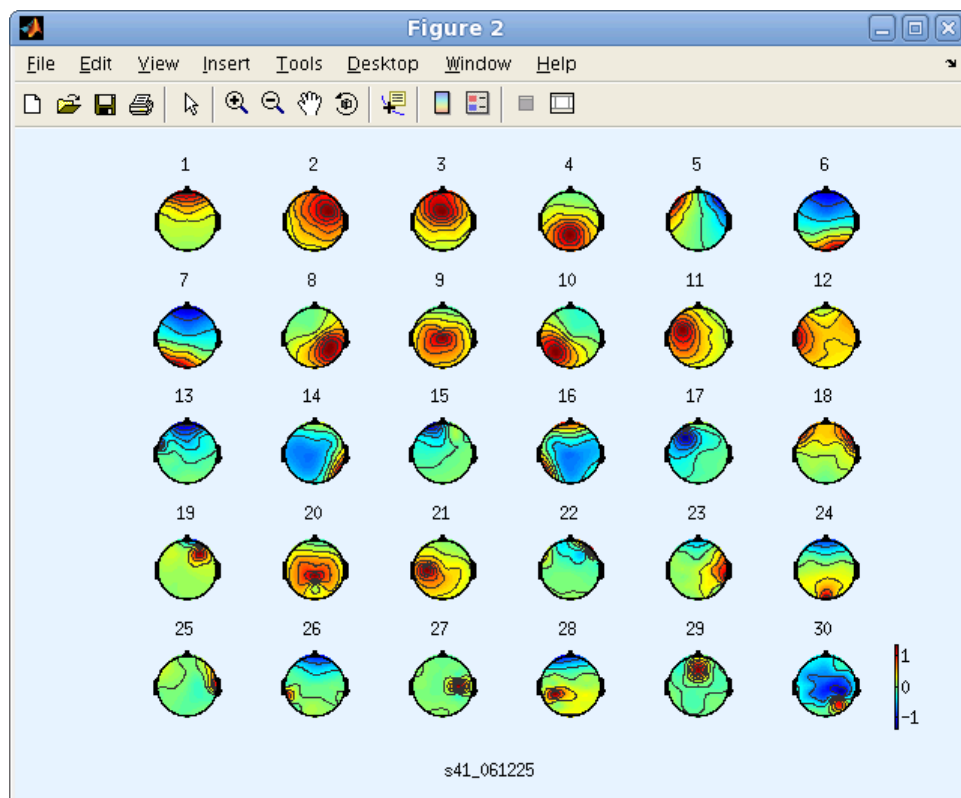 Figure 2
File Edit View Insert Tools Desktop Window Help
1 2 3 4 5 6
7 8 9 10 11 12
13 14 15 16 17 18
19 20 21 22 23 24
25 26 27 28 29 30
1
0
-1
s41_061225